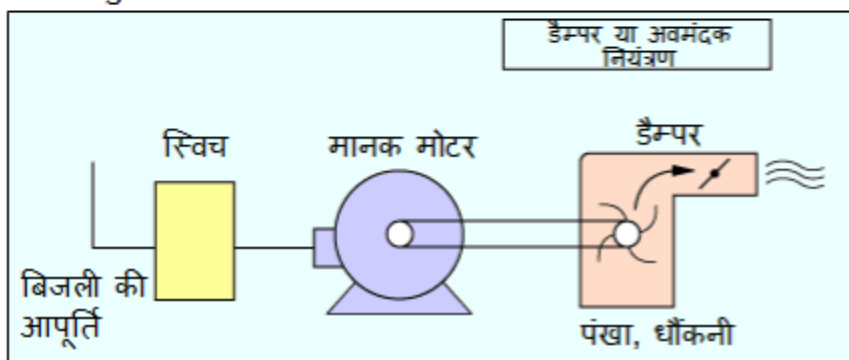 डैम्पर या अवमंदक
नियंत्रण
स्विच
मानक मोटर
डैम्पर
बिजली की
आपूर्ति
पंखा, धौंकनी